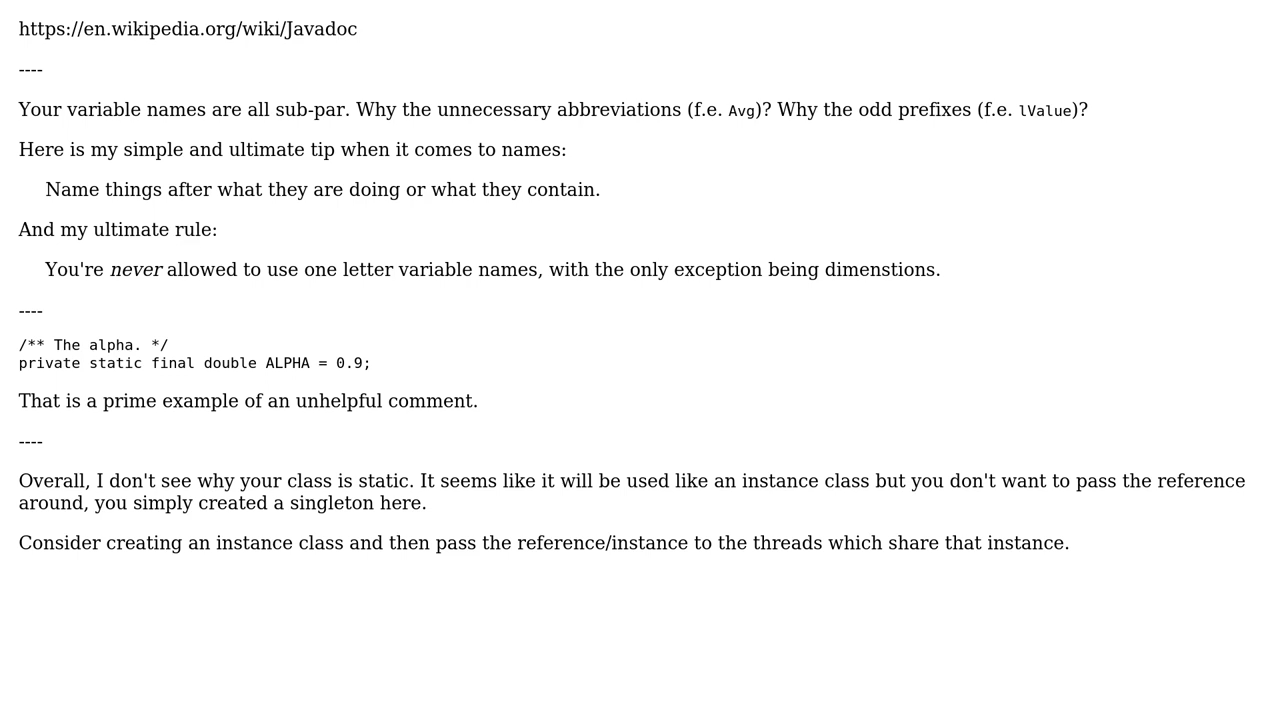 https://en.wikipedia.org/wiki/Javadoc
----
Your variable names are all sub-par. Why the unnecessary abbreviations (f.e. Avg)? Why the odd prefixes (f.e. lValue)?
Here is my simple and ultimate tip when it comes to names:
Name things after what they are doing or what they contain.
And my ultimate rule:
You're never allowed to use one letter variable names, with the only exception being dimenstions.
----
/** The alpha. */
private static final double ALPHA = 0.9;
That is a prime example of an unhelpful comment.
----
Overall, I don't see why your class is static. It seems like it will be used like an instance class but you don't want to pass the reference
around, you simply created a singleton here.
Consider creating an instance class and then pass the reference/instance to the threads which share that instance.